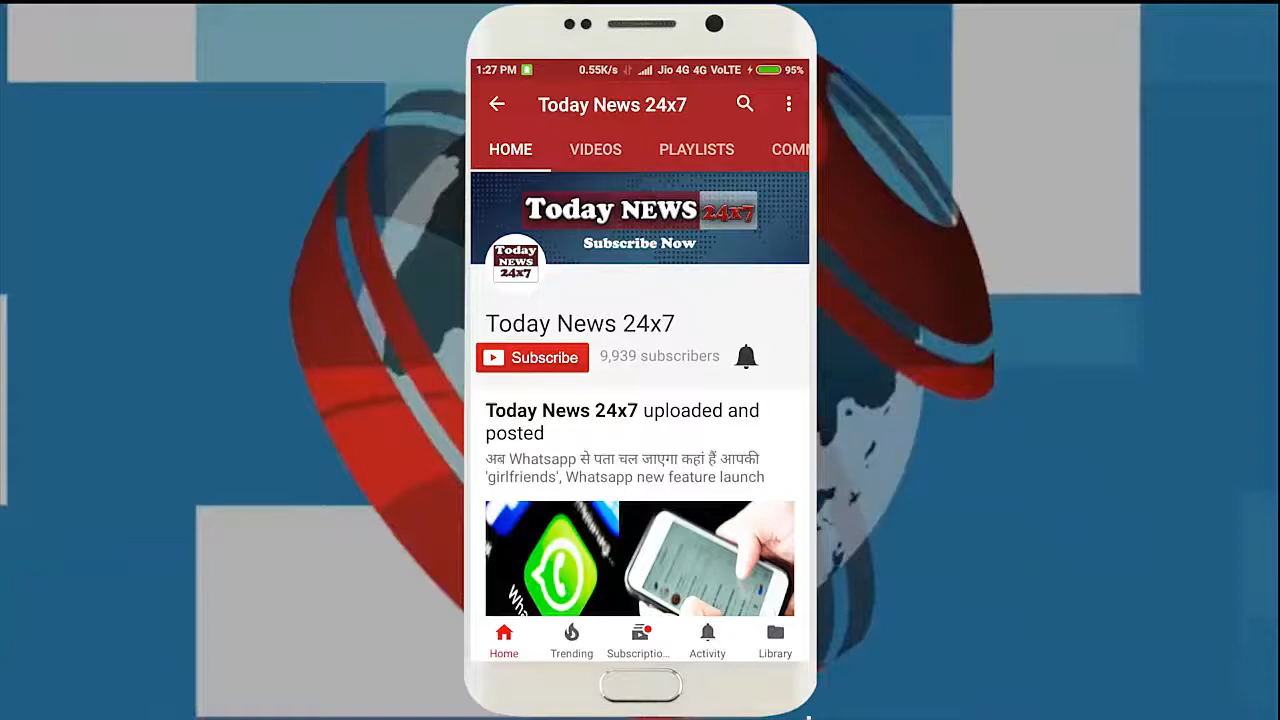 1:27 PM 0.55K/s Jio 4G 4G VoLTE 95%
Today News 24x7
HOME VIDEOS PLAYLISTS COMM
Today NEWS 24x7
Subscribe Now
Today
NEWS
24x7
Today News 24x7
Subscribe 9,939 subscribers
Today News 24x7 uploaded and
posted
अब Whatsapp से पता चल जाएगा कहां हैं आपकी
'girlfriends', Whatsapp new feature launch
Wha
Home Trending Subscriptio... Activity Library